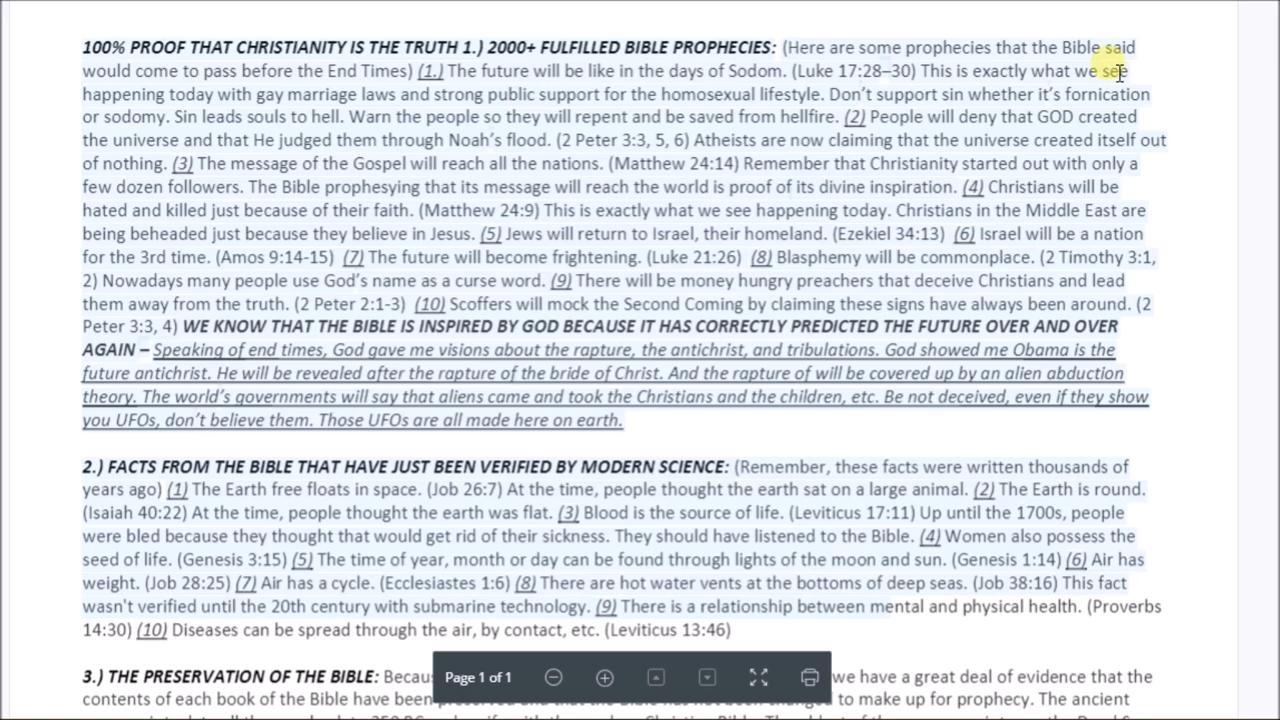 100% PROOF THAT CHRISTIANITY IS THE TRUTH 1.) 2000+ FULFILLED BIBLE PROPHECIES: (Here are some prophecies that the Bible said
would come to pass before the End Times) (1.) The future will be like in the days of Sodom. (Luke 17:28–30) This is exactly what we see
happening today with gay marriage laws and strong public support for the homosexual lifestyle. Don’t support sin whether it’s fornication
or sodomy. Sin leads souls to hell. Warn the people so they will repent and be saved from hellfire. (2) People will deny that GOD created
the universe and that He judged them through Noah’s flood. (2 Peter 3:3, 5, 6) Atheists are now claiming that the universe created itself out
of nothing. (3) The message of the Gospel will reach all the nations. (Matthew 24:14) Remember that Christianity started out with only a
few dozen followers. The Bible prophesying that its message will reach the world is proof of its divine inspiration. (4) Christians will be
hated and killed just because of their faith. (Matthew 24:9) This is exactly what we see happening today. Christians in the Middle East are
being beheaded just because they believe in Jesus. (5) Jews will return to Israel, their homeland. (Ezekiel 34:13) (6) Israel will be a nation
for the 3rd time. (Amos 9:14-15) (7) The future will become frightening. (Luke 21:26) (8) Blasphemy will be commonplace. (2 Timothy 3:1,
2) Nowadays many people use God’s name as a curse word. (9) There will be money hungry preachers that deceive Christians and lead
them away from the truth. (2 Peter 2:1-3) (10) Scoffers will mock the Second Coming by claiming these signs have always been around. (2
Peter 3:3, 4) WE KNOW THAT THE BIBLE IS INSPIRED BY GOD BECAUSE IT HAS CORRECTLY PREDICTED THE FUTURE OVER AND OVER
AGAIN – Speaking of end times, God gave me visions about the rapture, the antichrist, and tribulations. God showed me Obama is the
future antichrist. He will be revealed after the rapture of the bride of Christ. And the rapture of will be covered up by an alien abduction
theory. The world’s governments will say that aliens came and took the Christians and the children, etc. Be not deceived, even if they show
you UFOs, don’t believe them. Those UFOs are all made here on earth.
2.) FACTS FROM THE BIBLE THAT HAVE JUST BEEN VERIFIED BY MODERN SCIENCE: (Remember, these facts were written thousands of
years ago) (1) The Earth free floats in space. (Job 26:7) At the time, people thought the earth sat on a large animal. (2) The Earth is round.
(Isaiah 40:22) At the time, people thought the earth was flat. (3) Blood is the source of life. (Leviticus 17:11) Up until the 1700s, people
were bled because they thought that would get rid of their sickness. They should have listened to the Bible. (4) Women also possess the
seed of life. (Genesis 3:15) (5) The time of year, month or day can be found through lights of the moon and sun. (Genesis 1:14) (6) Air has
weight. (Job 28:25) (7) Air has a cycle. (Ecclesiastes 1:6) (8) There are hot water vents at the bottoms of deep seas. (Job 38:16) This fact
wasn't verified until the 20th century with submarine technology. (9) There is a relationship between mental and physical health. (Proverbs
14:30) (10) Diseases can be spread through the air, by contact, etc. (Leviticus 13:46)
3.) THE PRESERVATION OF THE BIBLE: we have a great deal of evidence that the
contents of each book of the Bible have been to make up for prophecy. The ancient
Page 1 of 1